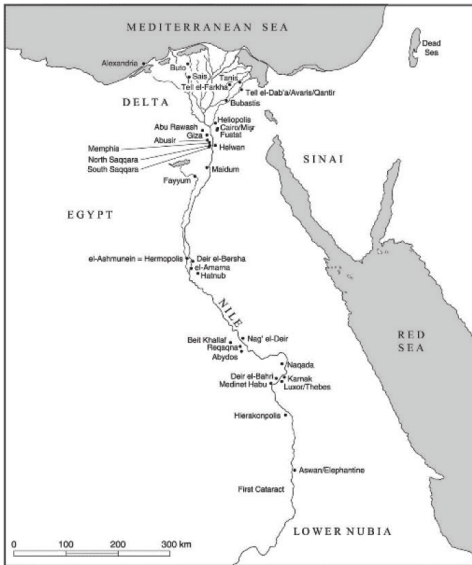 MEDITERRANEAN SEA
Dead
Sea
Alexandria
Buto
Sais
Tanis
Tell el-Farkha
Tell el-Dab'a/Avaris/Qantir
DELTA
Bubastis
Heliopolis
Abu Rawash
Cairo/Miṣr
Giza
Fustat
Abusir
Memphis
Helwan
North Saqqara
South Saqqara
SINAI
Maidum
Fayyum
EGYPT
el-Ashmunein = Hermopolis
Deir el-Bersha
el-Amarna
Hatnub
NILE
RED
SEA
Beit Khallaf
Nag' el-Deir
Reqaqna
Abydos
Naqada
Deir el-Bahri
Karnak
Medinet Habu
Luxor/Thebes
Hierakonpolis
Aswan/Elephantine
First Cataract
LOWER NUBIA
0 100 200 300 km